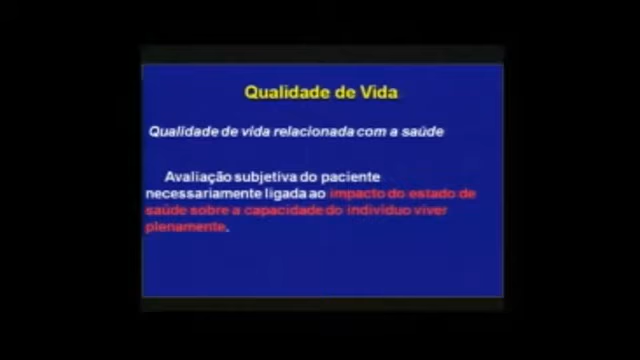 Qualidade de Vida
Qualidade de vida relacionada com a saúde
Avaliação subjetiva do paciente
necessariamente ligada ao impacto do estado de
saúde sobre a capacidade do indivíduo viver
plenamente.